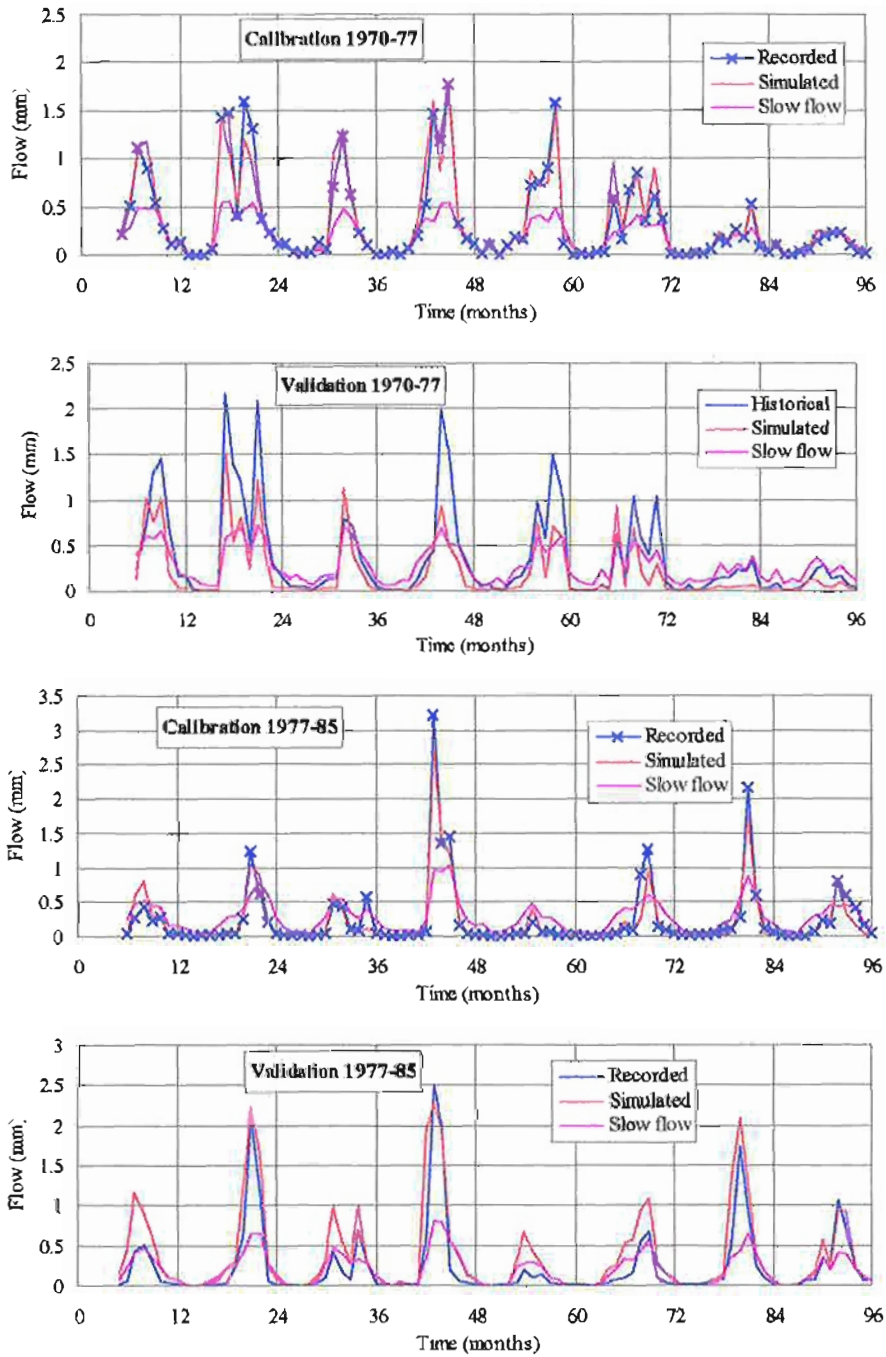 Calibration 1970-77
Recorded
Simulated
Slow flow
Flow (mm)
2.5
2
1.5
1
0.5
0
0 12 24 36 48 60 72 84 96
Time (months)
Validation 1970-77
Historical
Simulated
Slow flow
Flow (mm)
2.5
2
1.5
1
0.5
0
0 12 24 36 48 60 72 84 96
Time (months)
Calibration 1977-85
Recorded
Simulated
Slow flow
Flow (mm)
3.5
3
2.5
2
1.5
1
0.5
0
0 12 24 36 48 60 72 84 96
Time (months)
Validation 1977-85
Recorded
Simulated
Slow flow
Flow (mm)
3
2.5
2
1.5
1
0.5
0
0 12 24 36 48 60 72 84 96
Time (months)